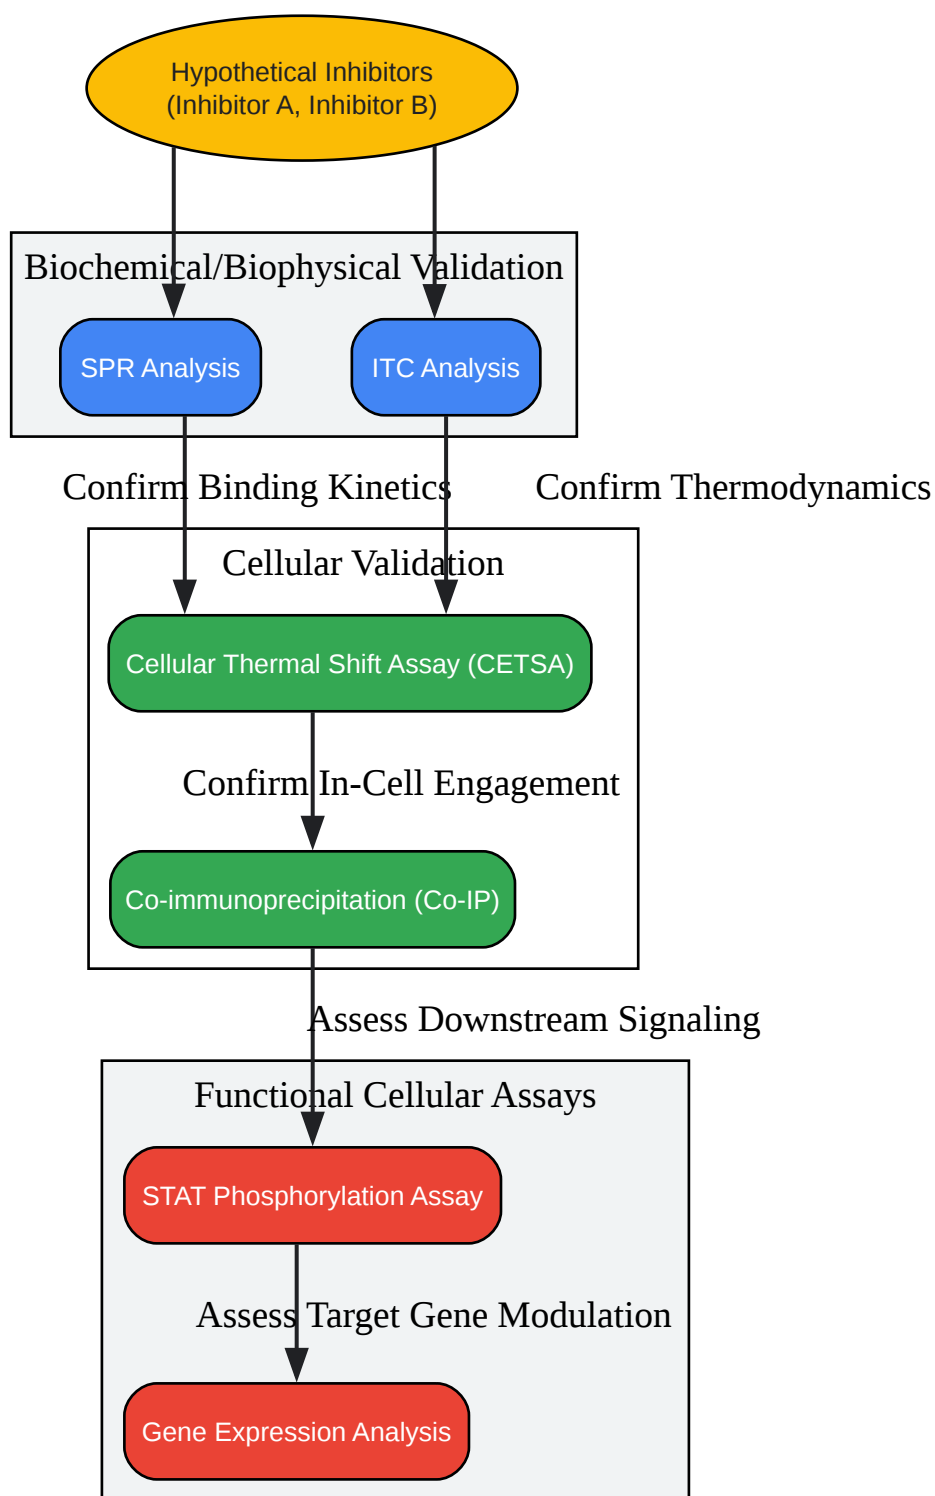 Hypothetical Inhibitors
(Inhibitor A, Inhibitor B)
Biochemical/Biophysical Validation
SPR Analysis
ITC Analysis
Confirm Binding Kinetics
Confirm Thermodynamics
Cellular Validation
Cellular Thermal Shift Assay (CETSA)
Confirm In-Cell Engagement
Co-immunoprecipitation (Co-IP)
Assess Downstream Signaling
Functional Cellular Assays
STAT Phosphorylation Assay
Assess Target Gene Modulation
Gene Expression Analysis